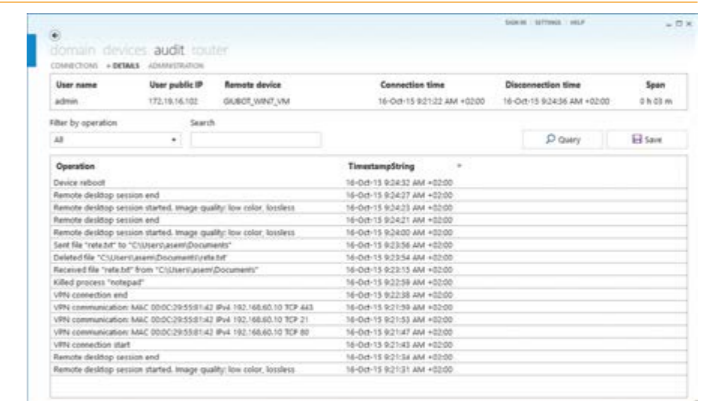 SIGN IN SETTINGS HELP
domain devices audit router
CONNECTIONS DETAILS ADMINISTRATION
User name User public IP Remote device Connection time Disconnection time Span
admin 172.19.16.102 GIUBOT_WIN7_VM 16-Oct-15 9:21:22 AM +02:00 16-Oct-15 9:24:36 AM +02:00 0 h 03 m
Filter by operation Search
All Query Save
Operation TimestampString
Device reboot 16-Oct-15 9:24:32 AM +02:00
Remote desktop session end 16-Oct-15 9:24:27 AM +02:00
Remote desktop session started. Image quality: low color, lossless 16-Oct-15 9:24:23 AM +02:00
Remote desktop session end 16-Oct-15 9:24:21 AM +02:00
Remote desktop session started. Image quality: low color, lossless 16-Oct-15 9:24:00 AM +02:00
Sent file "rete.txt" to "C:\Users\asem\Documents" 16-Oct-15 9:23:56 AM +02:00
Deleted file "C:\Users\asem\Documents\rete.txt" 16-Oct-15 9:23:54 AM +02:00
Received file "rete.txt" from "C:\Users\asem\Documents" 16-Oct-15 9:23:15 AM +02:00
Killed process "notepad" 16-Oct-15 9:22:59 AM +02:00
VPN connection end 16-Oct-15 9:22:38 AM +02:00
VPN communication: MAC 00:0C:29:55:81:42 IPv4 192.168.60.10 TCP 443 16-Oct-15 9:21:59 AM +02:00
VPN communication: MAC 00:0C:29:55:81:42 IPv4 192.168.60.10 TCP 21 16-Oct-15 9:21:53 AM +02:00
VPN communication: MAC 00:0C:29:55:81:42 IPv4 192.168.60.10 TCP 80 16-Oct-15 9:21:47 AM +02:00
VPN connection start 16-Oct-15 9:21:43 AM +02:00
Remote desktop session end 16-Oct-15 9:21:34 AM +02:00
Remote desktop session started. Image quality: low color, lossless 16-Oct-15 9:21:31 AM +02:00